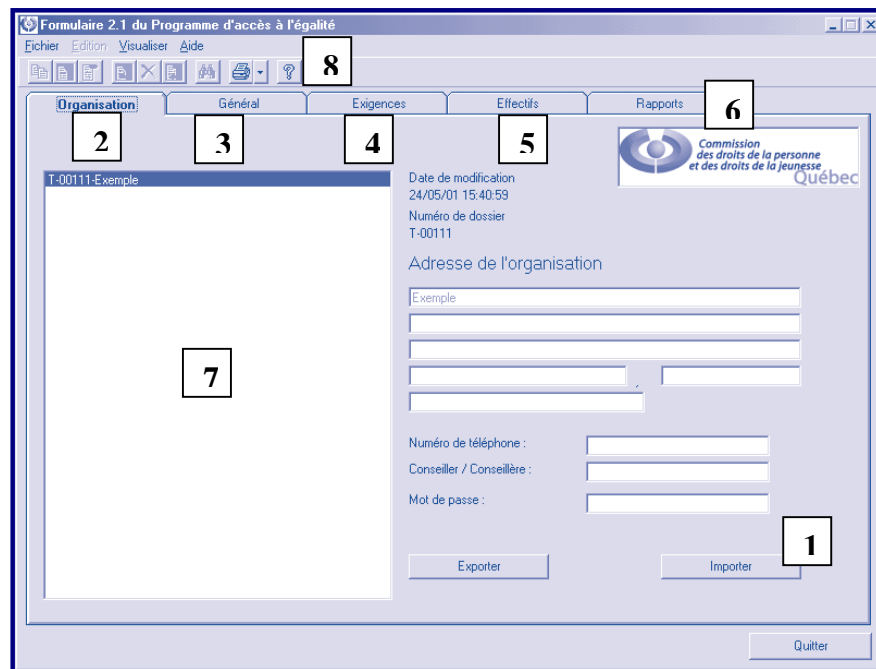 Formulaire 2.1 du Programme d'accès à l'égalité
Fichier Edition Visualiser Aide
8
Organisation Général Exigences Effectifs Rapports
2 3 4 5 6
Commission
des droits de la personne
et des droits de la jeunesse
Québec
T-00111-Exemple
Date de modification
24/05/01 15:40:59
Numéro de dossier
T-00111
Adresse de l'organisation
Exemple
7
,
Numéro de téléphone :
Conseiller / Conseillère :
Mot de passe :
1
Exporter Importer
Quitter